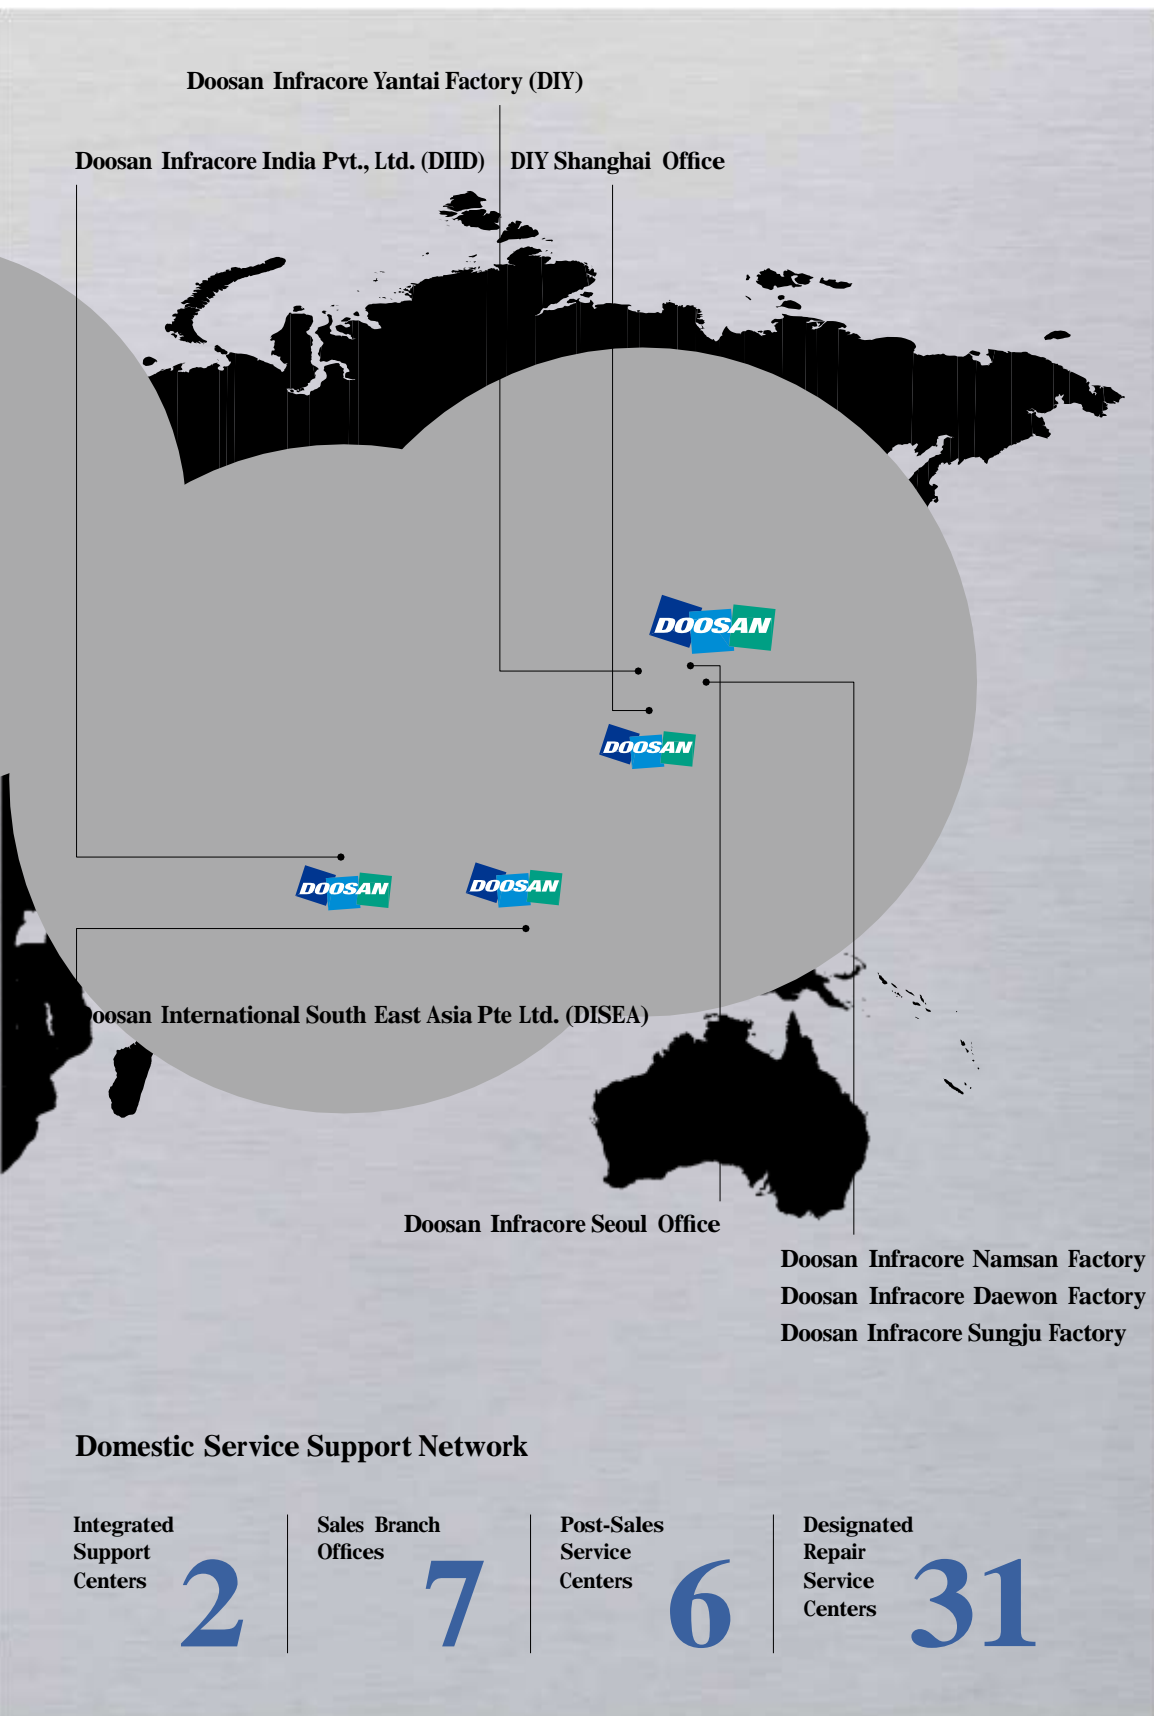 Doosan Infracore Yantai Factory (DIY)
Doosan Infracore India Pvt., Ltd. (DIID)
DIY Shanghai Office
DOOSAN
DOOSAN
DOOSAN
DOOSAN
Doosan International South East Asia Pte Ltd. (DISEA)
Doosan Infracore Seoul Office
Doosan Infracore Namsan Factory
Doosan Infracore Daewon Factory
Doosan Infracore Sungju Factory
Domestic Service Support Network
Integrated
Support
Centers
2
Sales Branch
Offices
7
Post-Sales
Service
Centers
6
Designated
Repair
Service
Centers
31